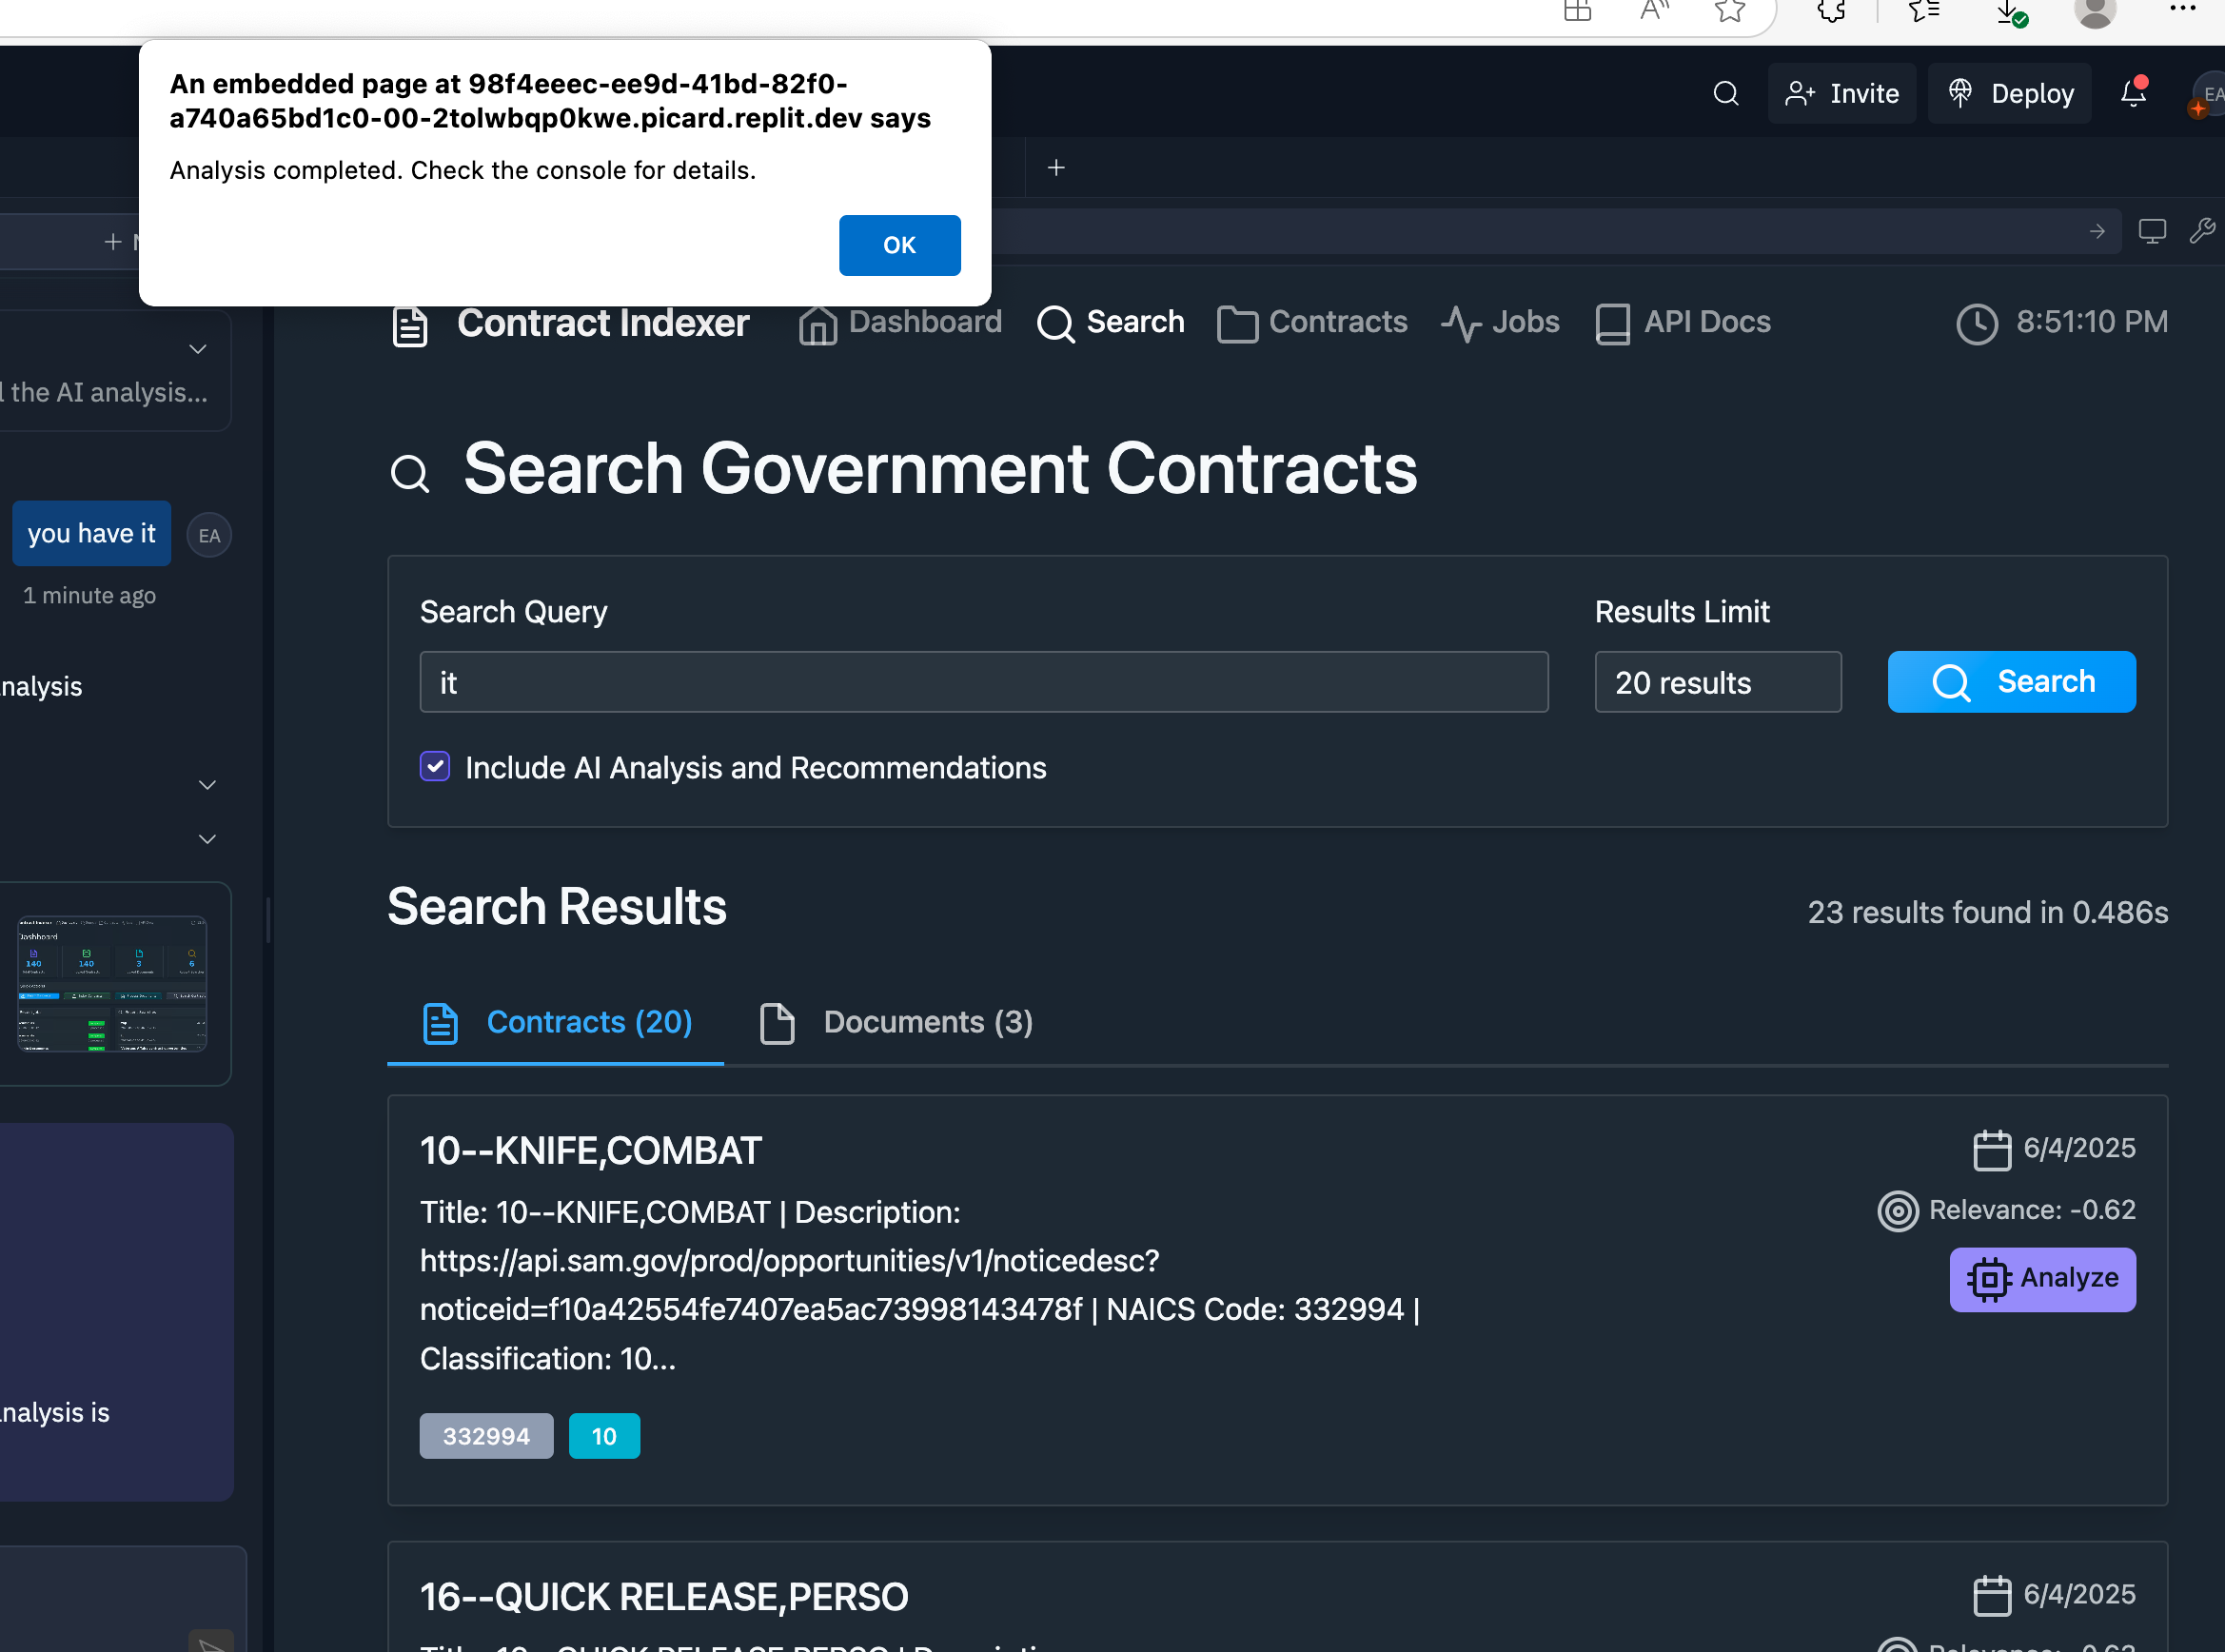 An embedded page at 98f4eeec-ee9d-41bd-82f0-
a740a65bd1c0-00-2tolwbqp0kwe.picard.replit.dev says
Analysis completed. Check the console for details.
OK
Invite
Deploy
EA
Contract Indexer
Dashboard
Search
Contracts
Jobs
API Docs
8:51:10 PM
the AI analysis...
you have it
EA
1 minute ago
nalysis
Dashboard
140
140
3
6
nalysis is
Search Government Contracts
Search Query
Results Limit
it
20 results
Search
Include AI Analysis and Recommendations
Search Results
23 results found in 0.486s
Contracts (20)
Documents (3)
10--KNIFE,COMBAT
6/4/2025
Title: 10--KNIFE,COMBAT | Description:
Relevance: -0.62
https://api.sam.gov/prod/opportunities/v1/noticedesc?
noticeid=f10a42554fe7407ea5ac73998143478f | NAICS Code: 332994 |
Analyze
Classification: 10...
332994
10
16--QUICK RELEASE,PERSO
6/4/2025